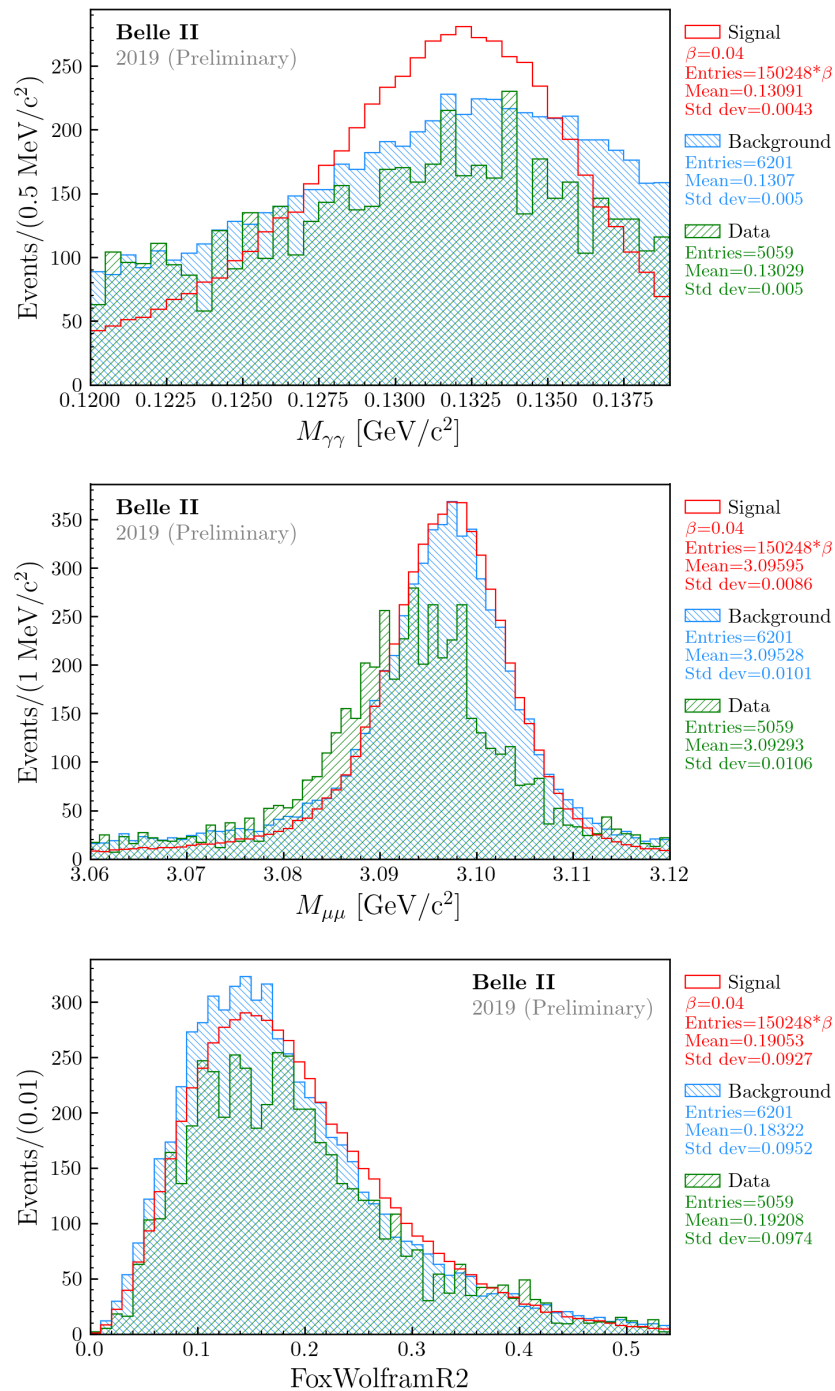 Belle II
2019 (Preliminary)
Events/(0.5 MeV/c²)
250
200
150
100
50
0
0.1200 0.1225 0.1250 0.1275 0.1300 0.1325 0.1350 0.1375
Mγγ [GeV/c²]
Signal
β=0.04
Entries=150248*β
Mean=0.13091
Std dev=0.0043
Background
Entries=6201
Mean=0.1307
Std dev=0.005
Data
Entries=5059
Mean=0.13029
Std dev=0.005
Belle II
2019 (Preliminary)
Events/(1 MeV/c²)
350
300
250
200
150
100
50
0
3.06 3.07 3.08 3.09 3.10 3.11 3.12
Mμμ [GeV/c²]
Signal
β=0.04
Entries=150248*β
Mean=3.09595
Std dev=0.0086
Background
Entries=6201
Mean=3.09528
Std dev=0.0101
Data
Entries=5059
Mean=3.09293
Std dev=0.0106
Belle II
2019 (Preliminary)
Events/(0.01)
300
250
200
150
100
50
0
0.0 0.1 0.2 0.3 0.4 0.5
FoxWolframR2
Signal
β=0.04
Entries=150248*β
Mean=0.19053
Std dev=0.0927
Background
Entries=6201
Mean=0.18322
Std dev=0.0952
Data
Entries=5059
Mean=0.19208
Std dev=0.0974